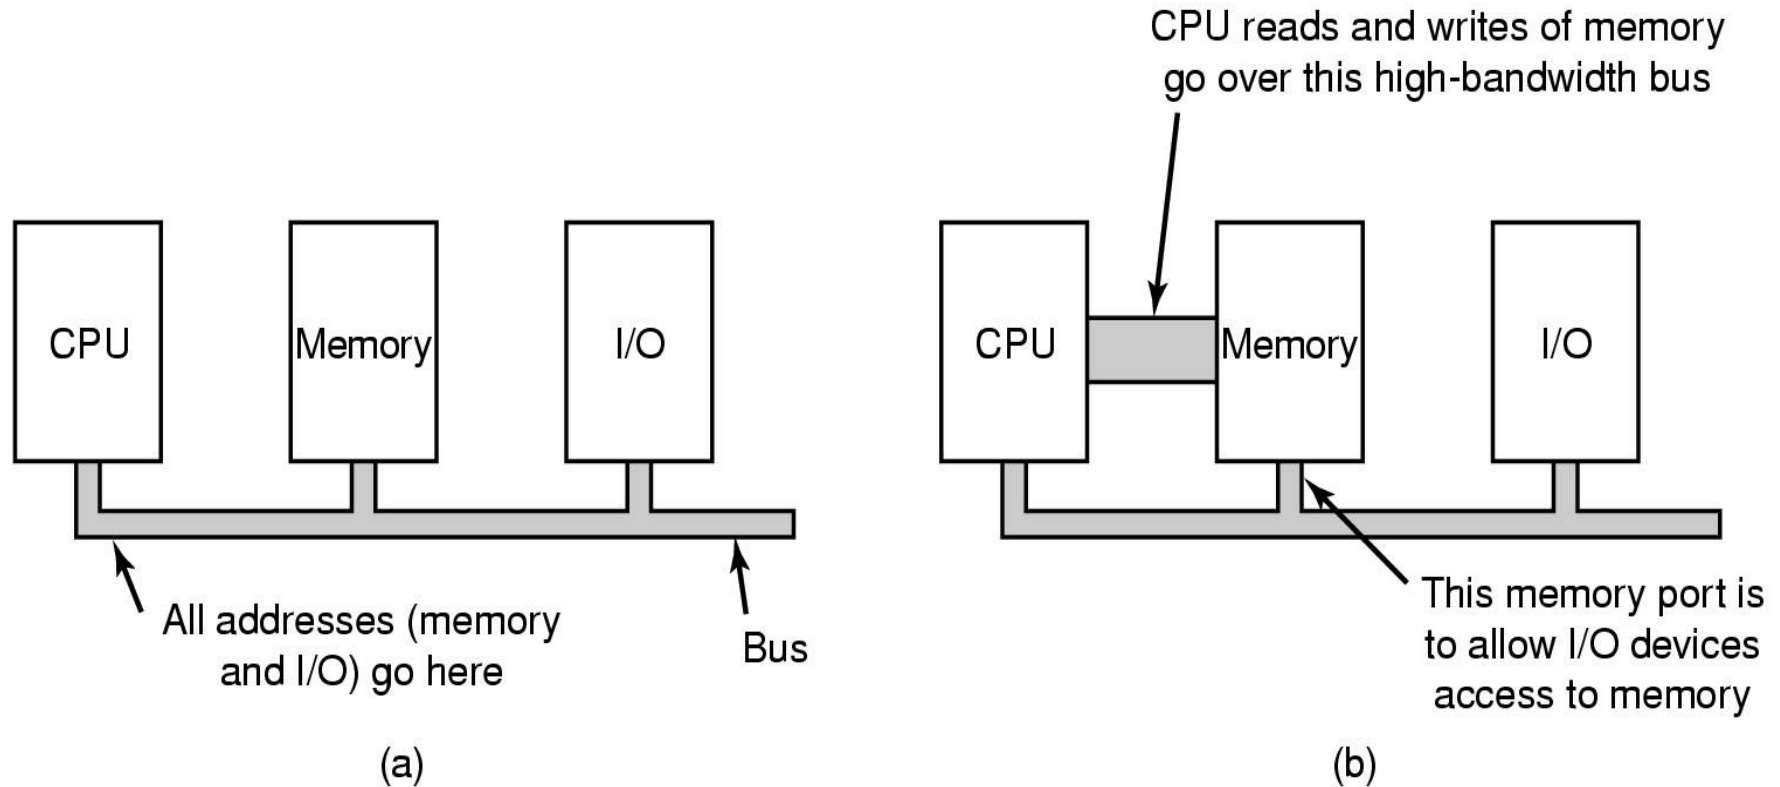 CPU reads and writes of memory
go over this high-bandwidth bus
CPU
Memory
I/O
All addresses (memory
and I/O) go here
Bus
(a)
CPU
Memory
I/O
This memory port is
to allow I/O devices
access to memory
(b)